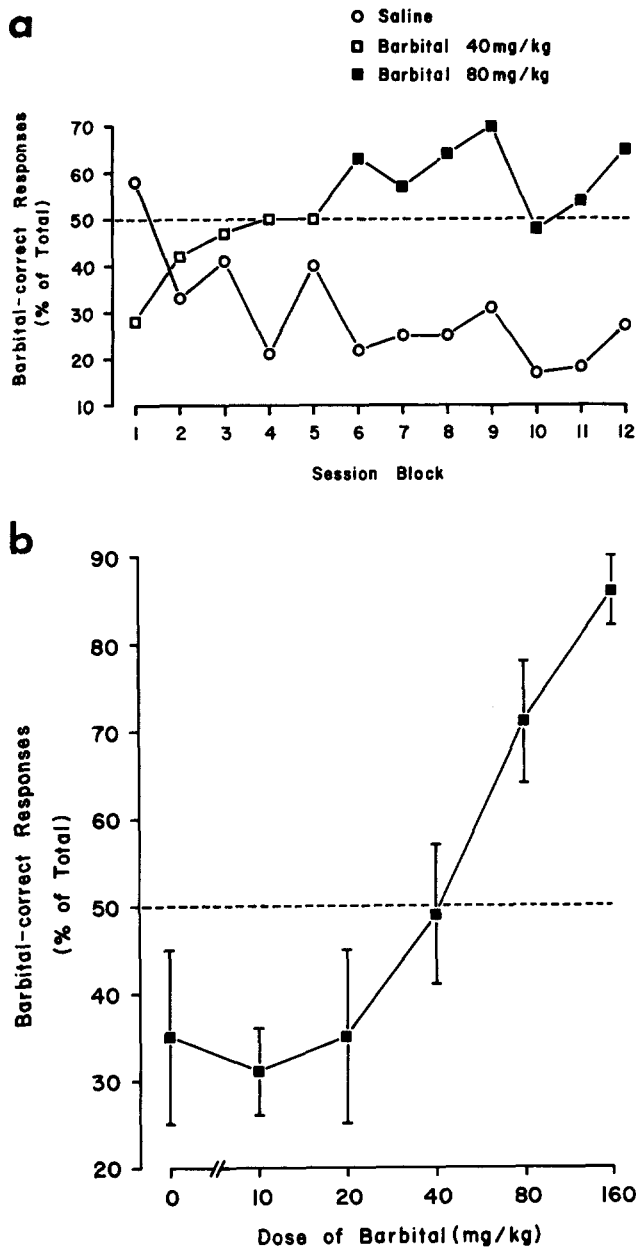 a
Saline
Barbital 40mg/kg
Barbital 80mg/kg
Barbital-correct Responses
(% of Total)
70
60
50
40
30
20
10
1 2 3 4 5 6 7 8 9 10 11 12
Session Block
b
Barbital-correct Responses
(% of Total)
90
80
70
60
50
40
30
20
0 10 20 40 80 160
Dose of Barbital (mg/kg)